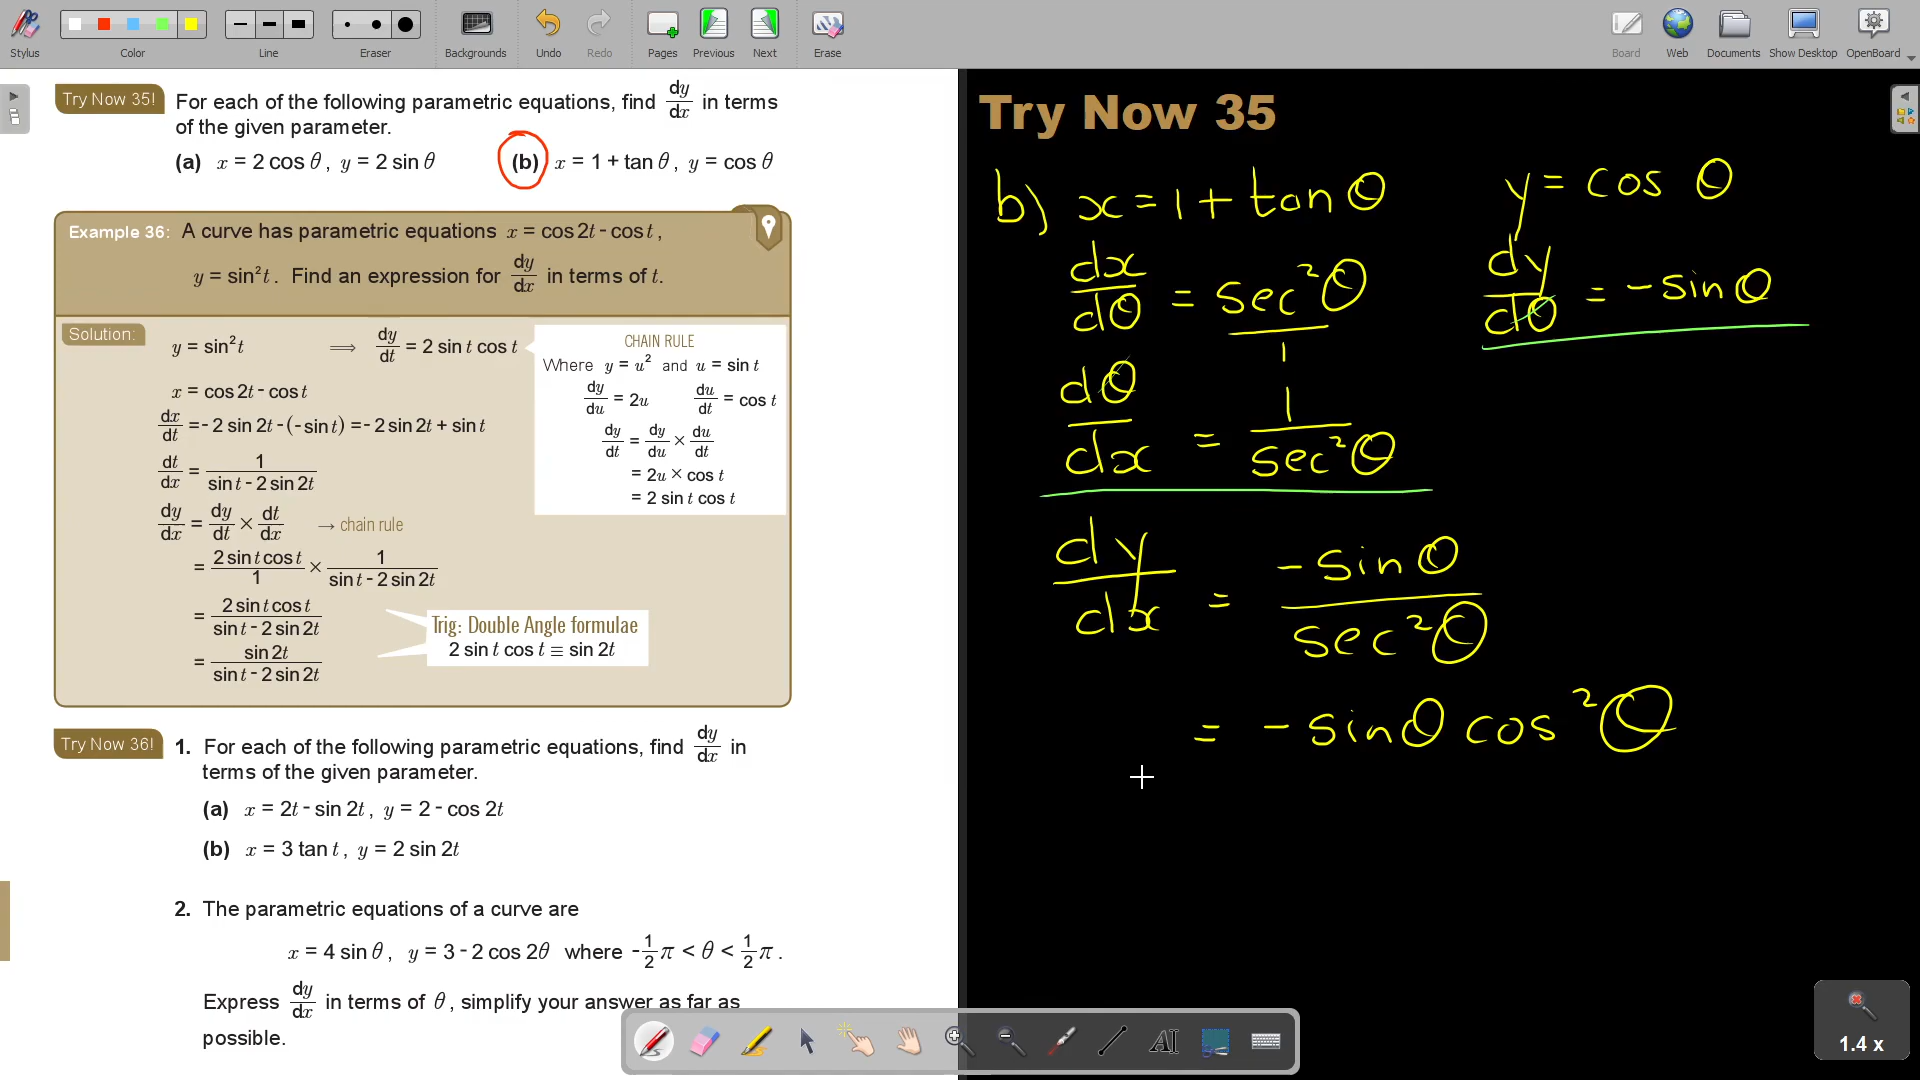 Stylus Color Line Eraser Backgrounds Undo Redo Pages Previous Next Erase Board Web Documents Show Desktop OpenBoard
Try Now 35! For each of the following parametric equations, find dy/dx in terms
of the given parameter.
(a) x = 2 cos θ, y = 2 sin θ (b) x = 1 + tan θ, y = cos θ
Example 36: A curve has parametric equations x = cos 2t - cos t,
y = sin²t. Find an expression for dy/dx in terms of t.
Solution:
y = sin²t ⟹ dy/dt = 2 sin t cos t
x = cos 2t - cos t
dx/dt = - 2 sin 2t - (- sin t) = - 2 sin 2t + sin t
dt/dx = 1/(sin t - 2 sin 2t)
dy/dx = dy/dt × dt/dx → chain rule
= (2 sin t cos t)/1 × 1/(sin t - 2 sin 2t)
= (2 sin t cos t)/(sin t - 2 sin 2t)
= sin 2t/(sin t - 2 sin 2t)
CHAIN RULE
Where y = u² and u = sin t
dy/du = 2u du/dt = cos t
dy/dt = dy/du × du/dt
= 2u × cos t
= 2 sin t cos t
Trig: Double Angle formulae
2 sin t cos t ≡ sin 2t
Try Now 36! 1. For each of the following parametric equations, find dy/dx in
terms of the given parameter.
(a) x = 2t - sin 2t, y = 2 - cos 2t
(b) x = 3 tan t, y = 2 sin 2t
2. The parametric equations of a curve are
x = 4 sin θ, y = 3 - 2 cos 2θ where -1/2 π < θ < 1/2 π.
Express dy/dx in terms of θ, simplify your answer as far as
possible.
Try Now 35
b) x = 1 + tan θ y = cos θ
dx/dθ = sec²θ/1 dy/dθ = -sin θ
dθ/dx = 1/sec²θ
dy/dx = -sin θ/sec²θ
= -sinθ cos²θ
1.4 x